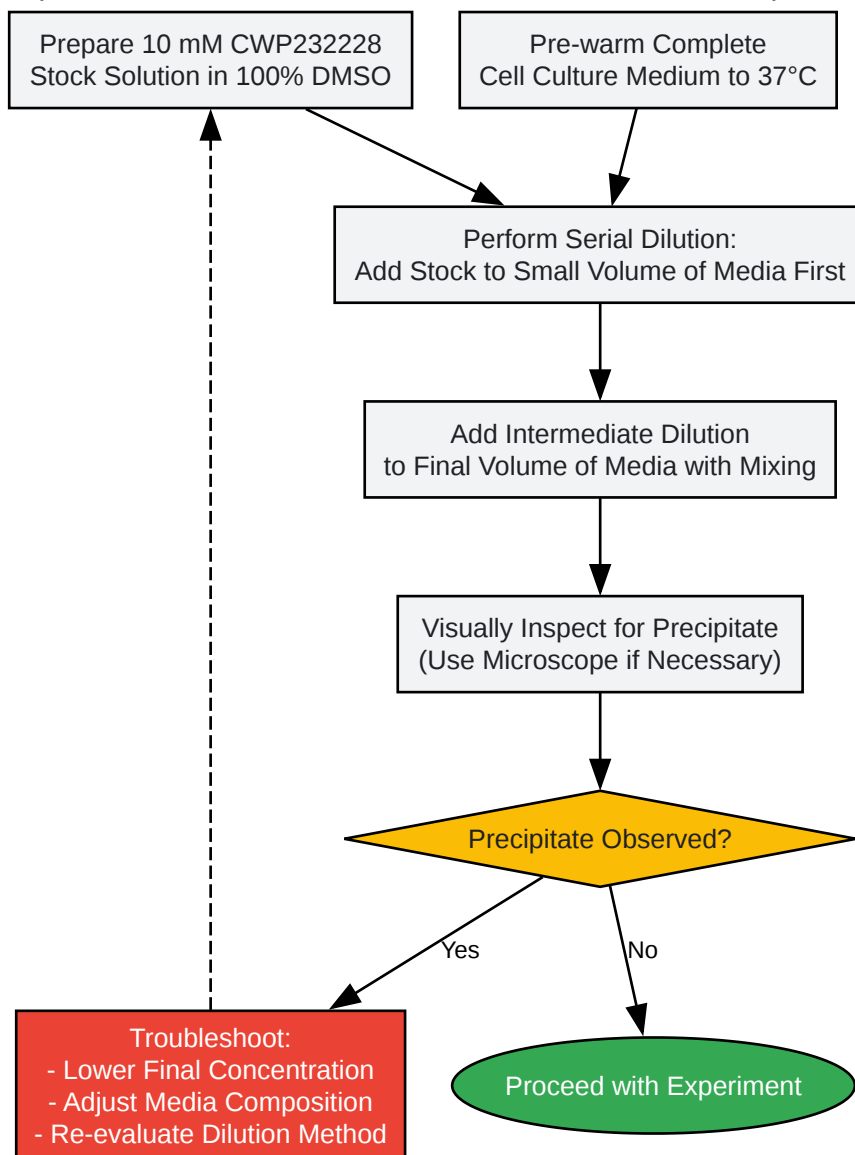 Prepare 10 mM CWP232228
Stock Solution in 100% DMSO
Pre-warm Complete
Cell Culture Medium to 37°C
Perform Serial Dilution:
Add Stock to Small Volume of Media First
Add Intermediate Dilution
to Final Volume of Media with Mixing
Visually Inspect for Precipitate
(Use Microscope if Necessary)
Precipitate Observed?
Yes
No
Troubleshoot:
- Lower Final Concentration
- Adjust Media Composition
- Re-evaluate Dilution Method
Proceed with Experiment